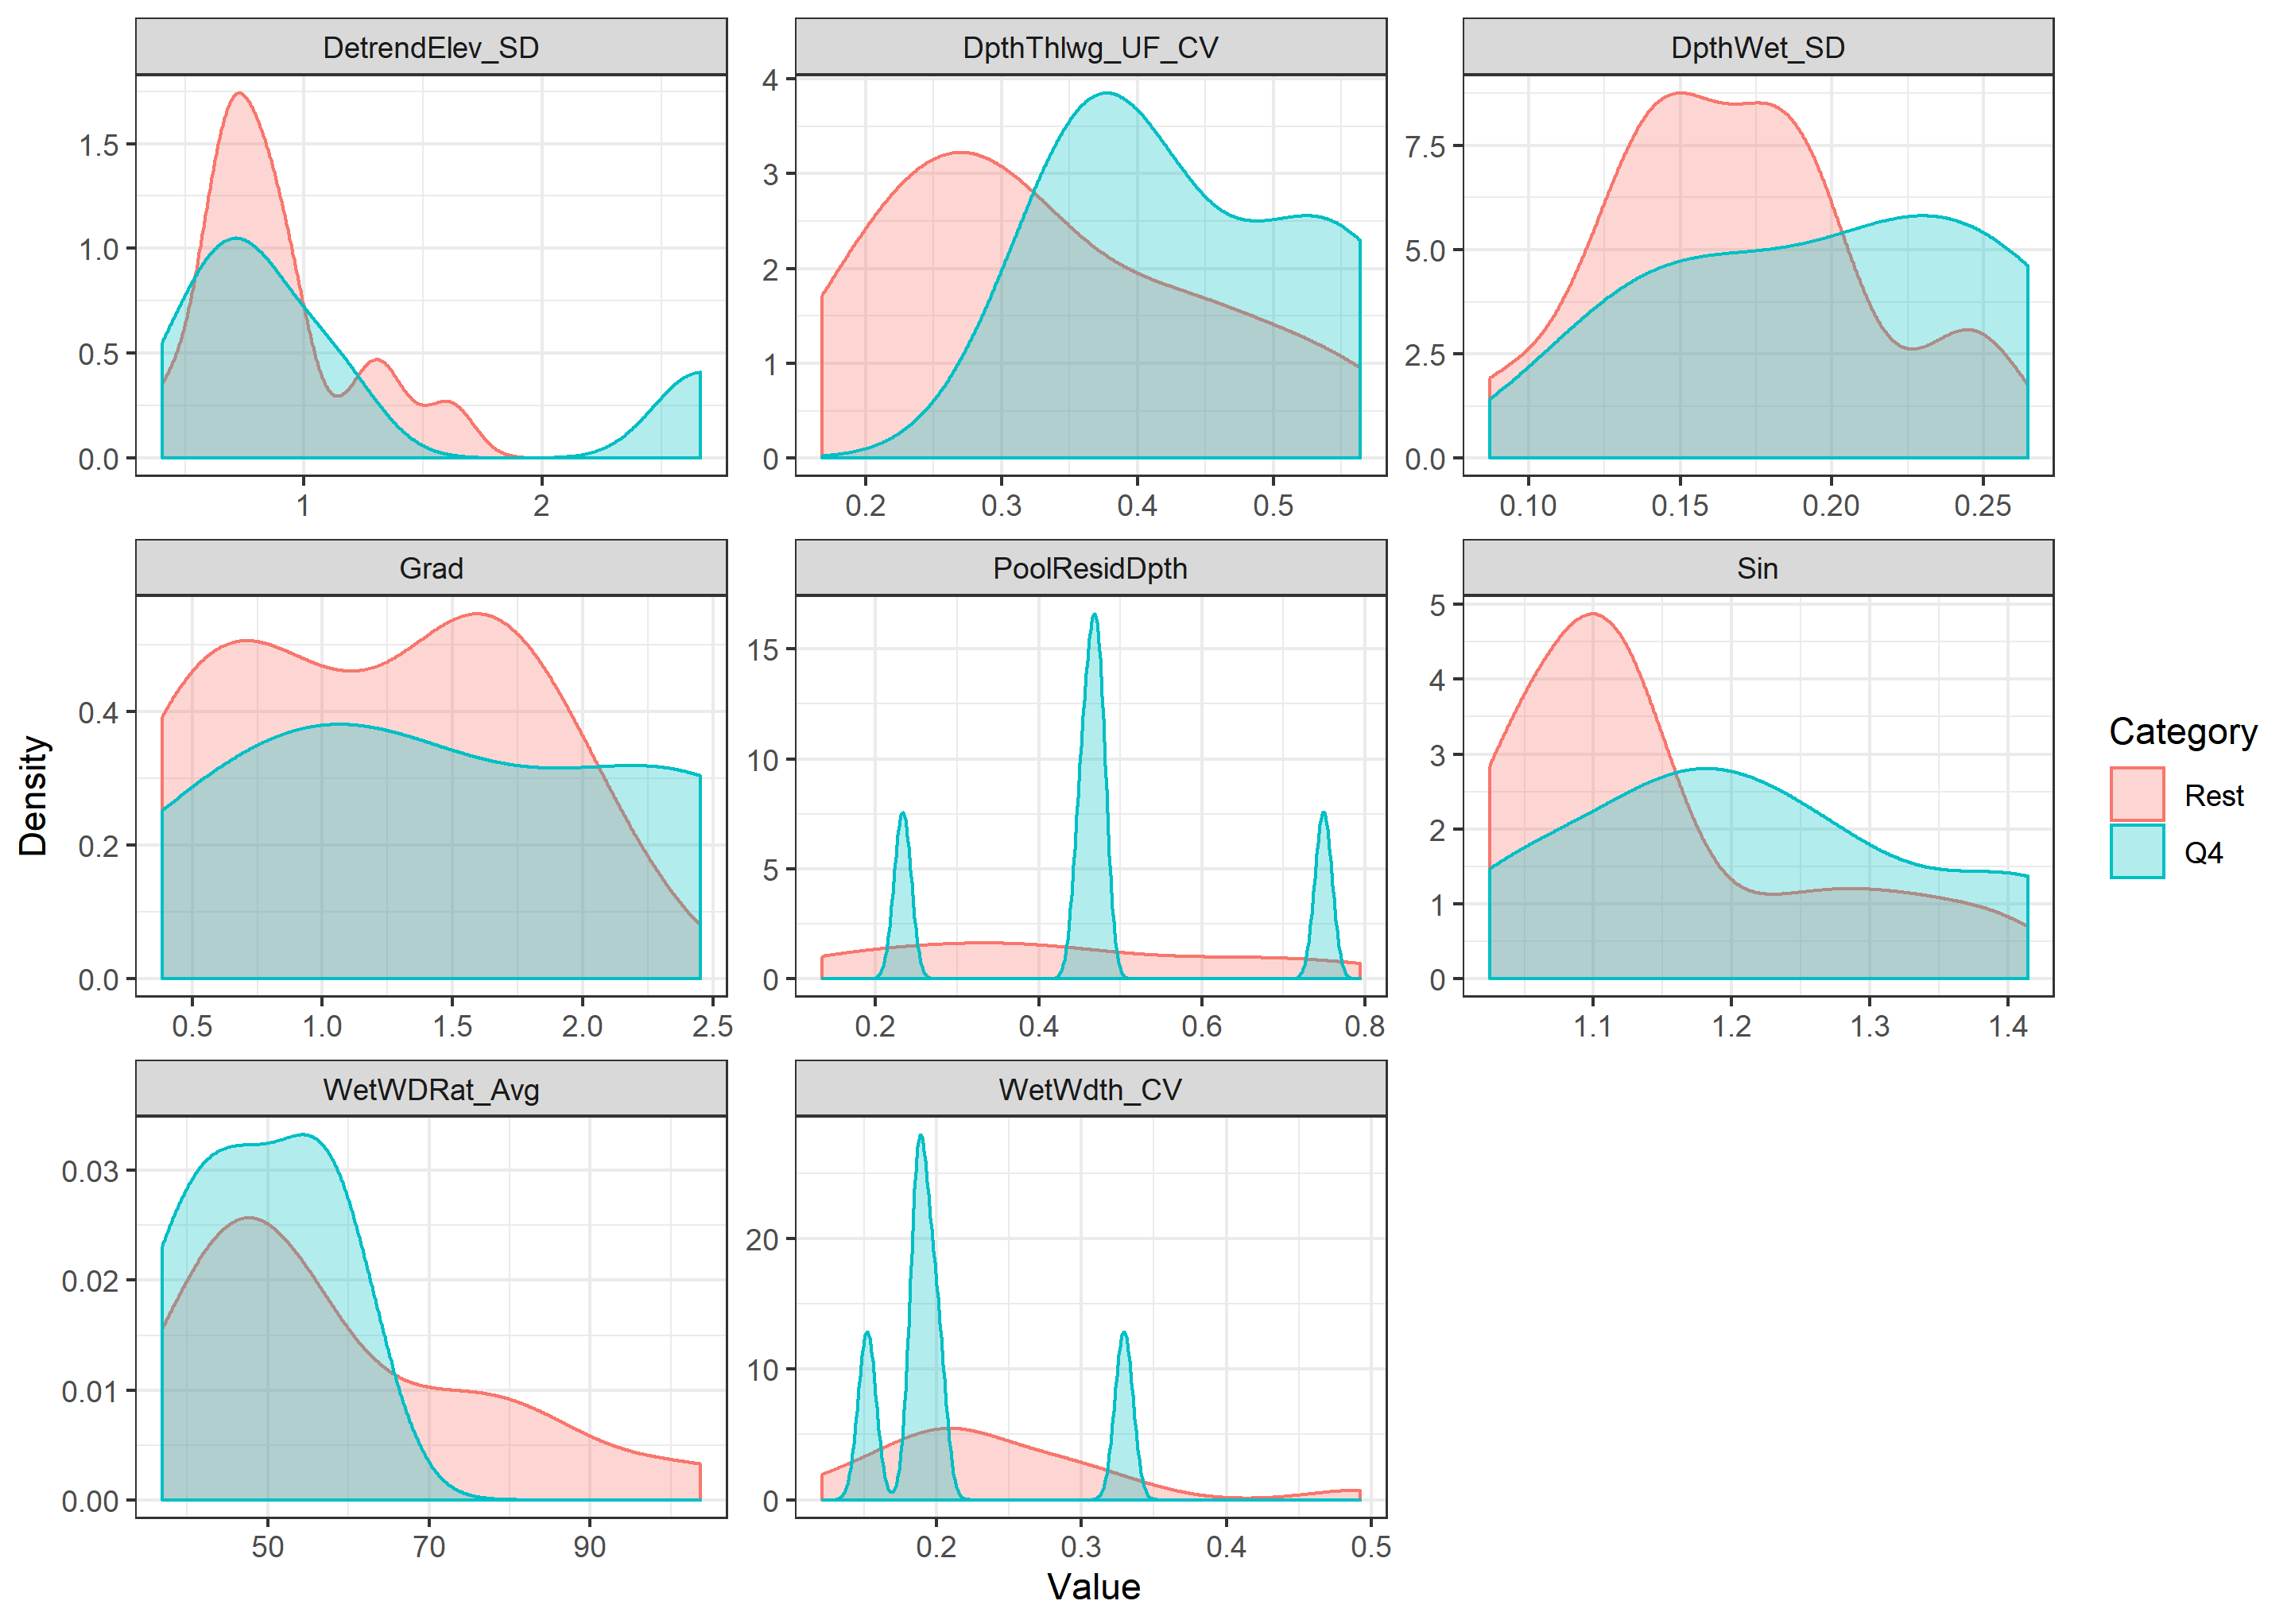 DetrendElev_SD DpthThlwg_UF_CV DpthWet_SD
1.5
1.0
0.5
0.0
4
3
2
1
0
7.5
5.0
2.5
0.0
1 2
0.2 0.3 0.4 0.5
0.10 0.15 0.20 0.25
Grad PoolResidDpth Sin
0.4
0.2
0.0
15
10
5
0
5
4
3
2
1
0
0.5 1.0 1.5 2.0 2.5
0.2 0.4 0.6 0.8
1.1 1.2 1.3 1.4
WetWDRat_Avg WetWdth_CV
0.03
0.02
0.01
0.00
20
10
0
50 70 90
0.2 0.3 0.4 0.5
Density
Value
Category
Rest
Q4